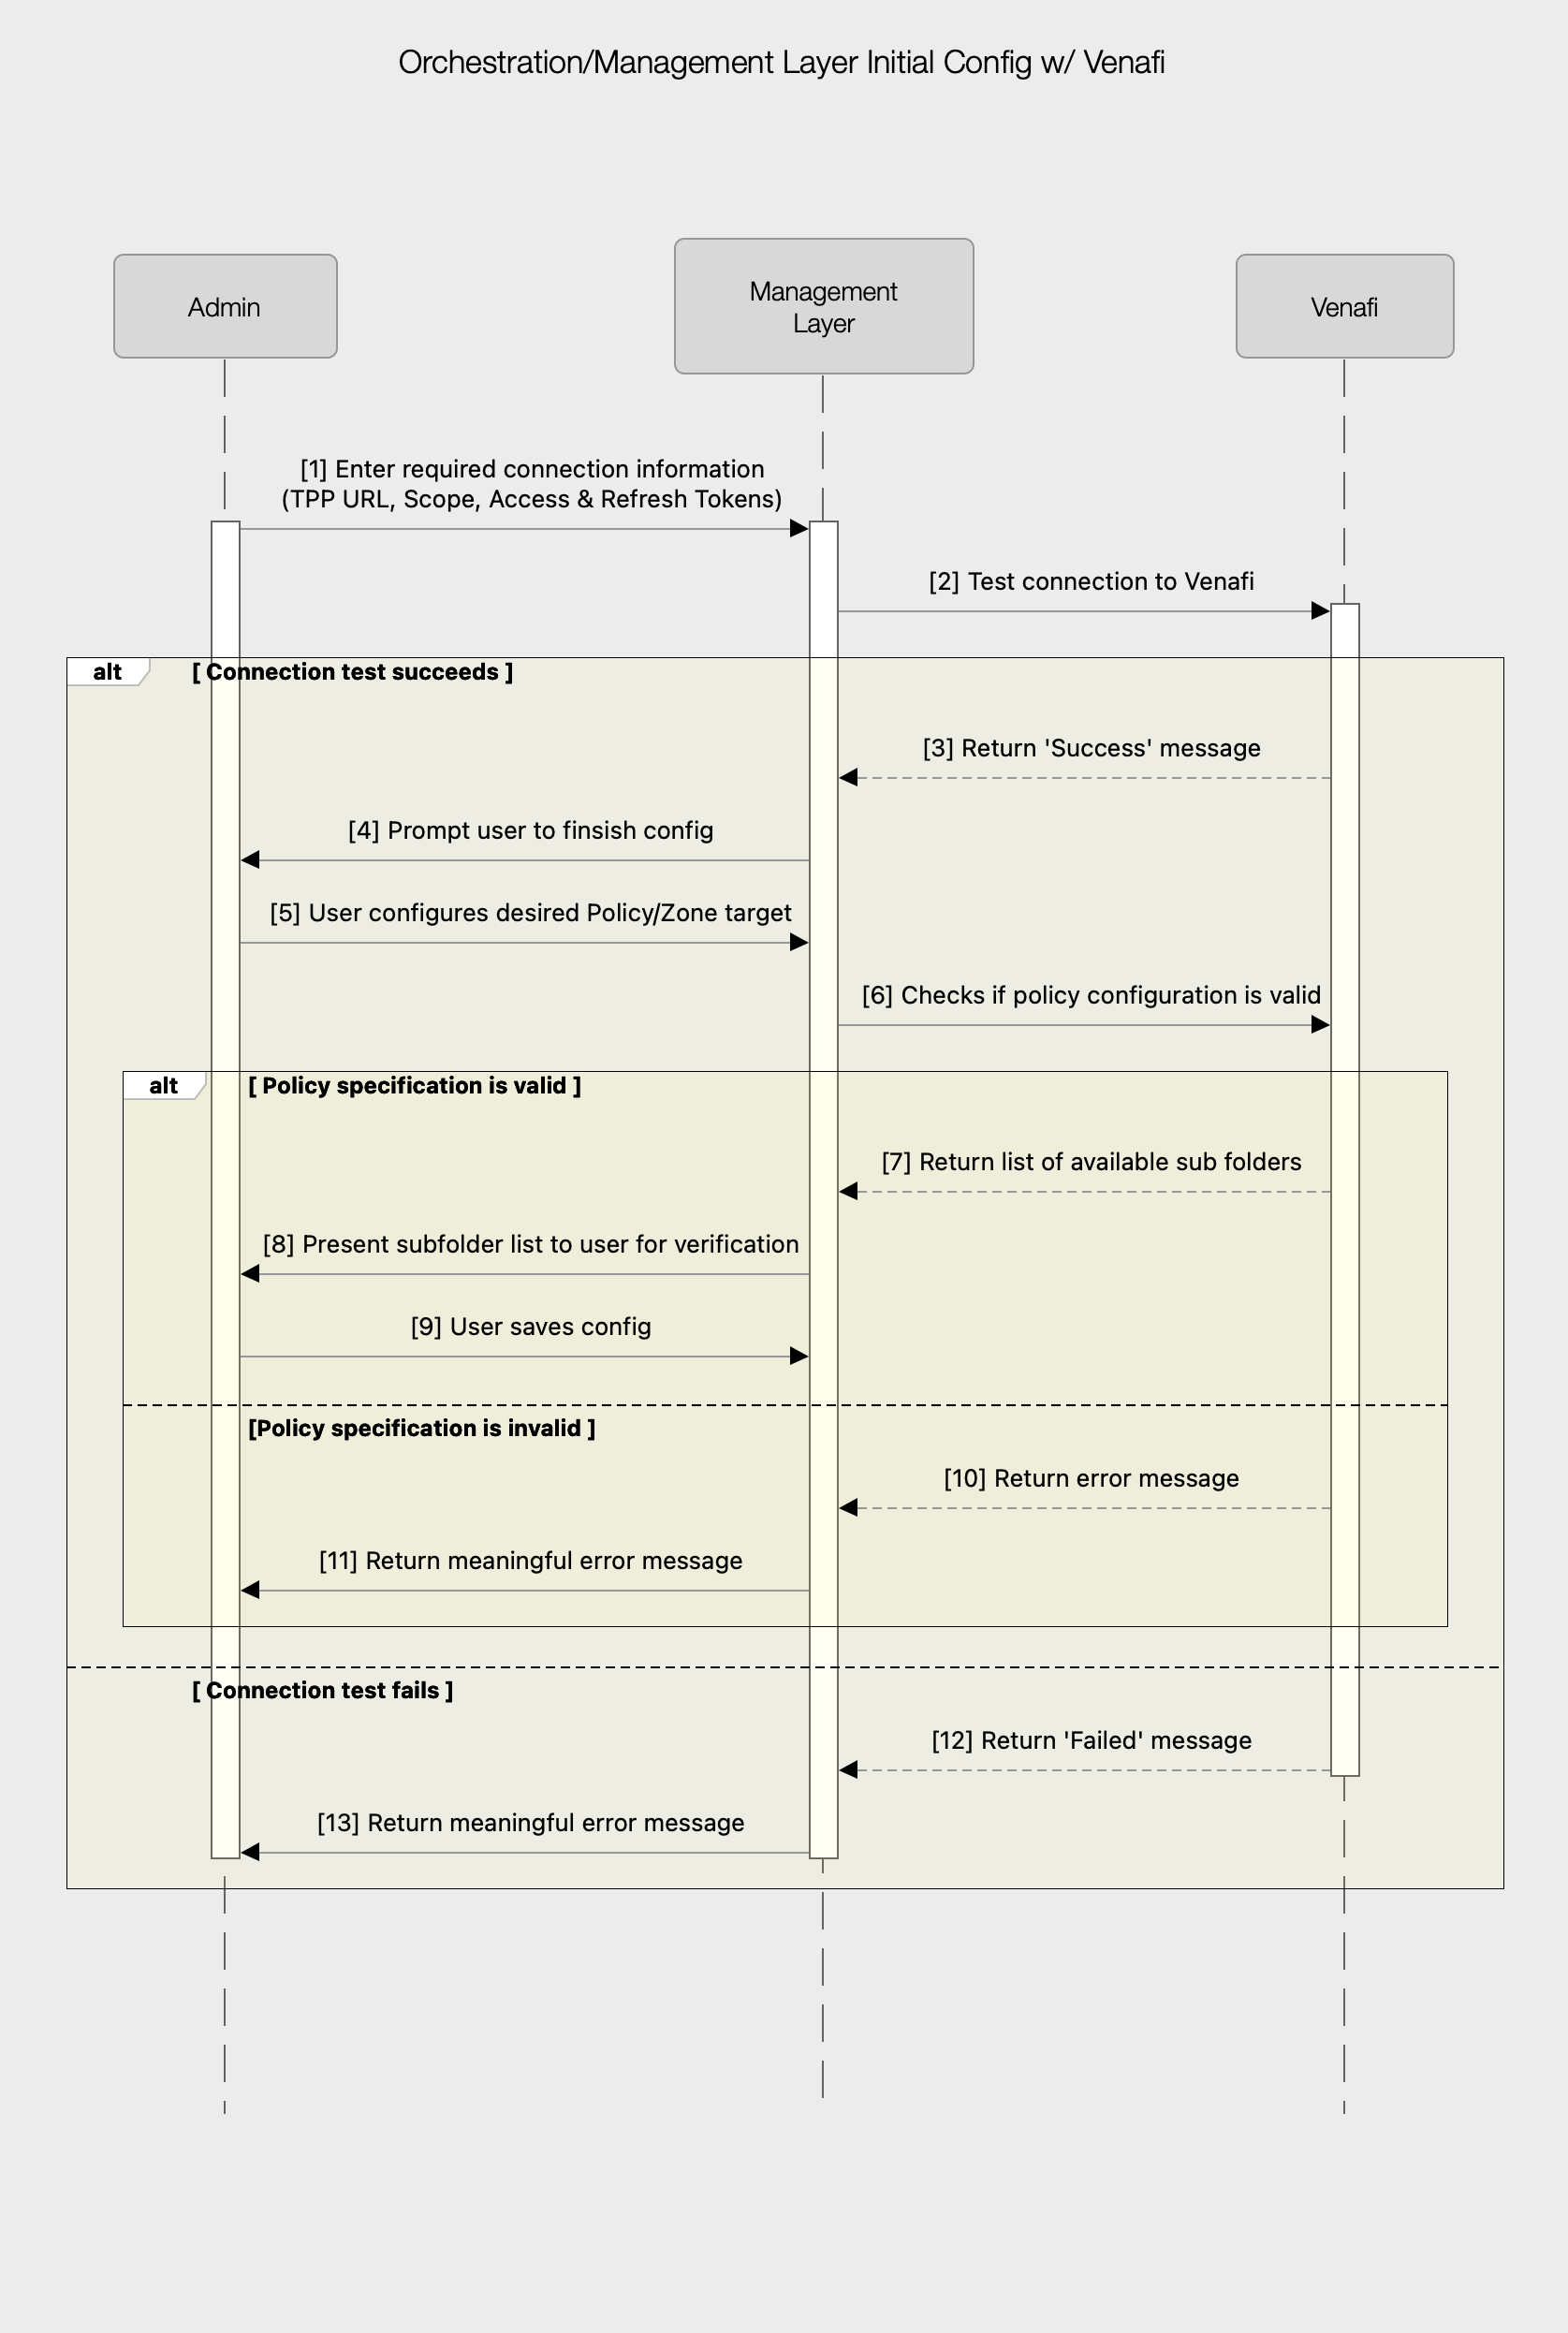 Orchestration/Management Layer Initial Config w/ Venafi
Admin
Management
Layer
Venafi
[1] Enter required connection information
(TPP URL, Scope, Access & Refresh Tokens)
[2] Test connection to Venafi
alt
[ Connection test succeeds ]
[3] Return 'Success' message
[4] Prompt user to finsish config
[5] User configures desired Policy/Zone target
[6] Checks if policy configuration is valid
alt
[ Policy specification is valid ]
[7] Return list of available sub folders
[8] Present subfolder list to user for verification
[9] User saves config
[Policy specification is invalid ]
[10] Return error message
[11] Return meaningful error message
[ Connection test fails ]
[12] Return 'Failed' message
[13] Return meaningful error message